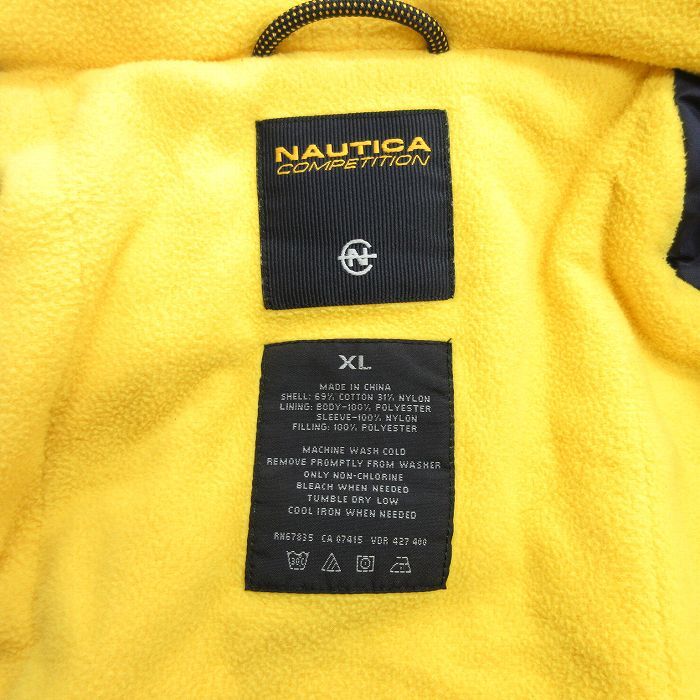 NAUTICA
COMPETITION
N
XL
MADE IN CHINA
SHELL: 69% COTTON 31% NYLON
LINING: BODY-100% POLYESTER
SLEEVE-100% NYLON
FILLING: 100% POLYESTER
MACHINE WASH COLD
REMOVE PROMPTLY FROM WASHER
ONLY NON-CHLORINE
BLEACH WHEN NEEDED
TUMBLE DRY LOW
COOL IRON WHEN NEEDED
RN67835 CA 07415 VDR 427 400
30C